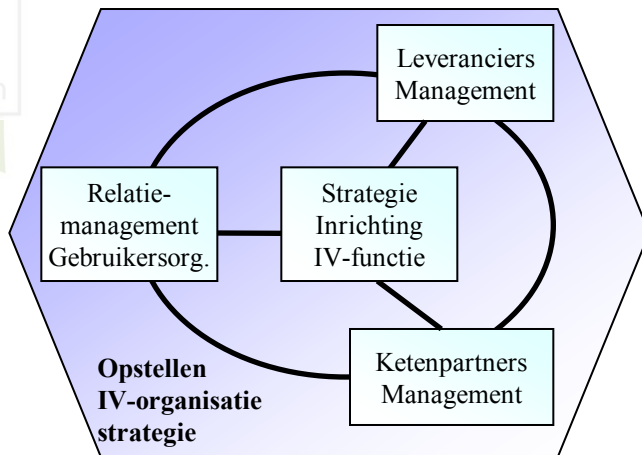 Leveranciers
Management
Relatie-
management
Gebruikersorg.
Strategie
Inrichting
IV-functie
Ketenpartners
Management
Opstellen
IV-organisatie
strategie